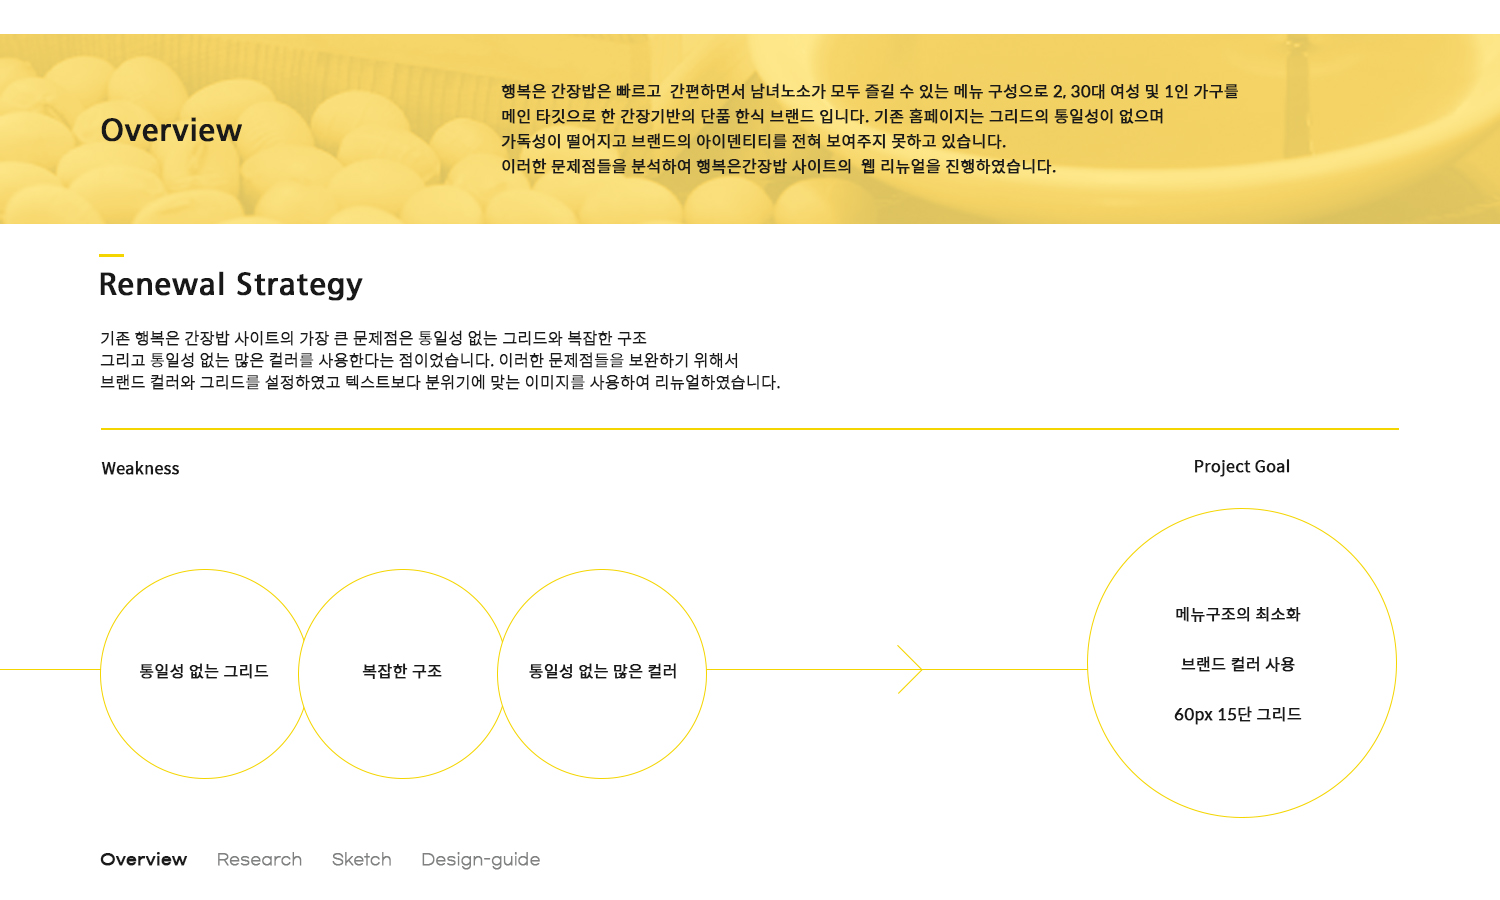 Overview
행복은 간장밥은 빠르고 간편하면서 남녀노소가 모두 즐길 수 있는 메뉴 구성으로 2, 30대 여성 및 1인 가구를
메인 타깃으로 한 간장기반의 단품 한식 브랜드 입니다. 기존 홈페이지는 그리드의 통일성이 없으며
가독성이 떨어지고 브랜드의 아이덴티티를 전혀 보여주지 못하고 있습니다.
이러한 문제점들을 분석하여 행복은간장밥 사이트의 웹 리뉴얼을 진행하였습니다.
Renewal Strategy
기존 행복은 간장밥 사이트의 가장 큰 문제점은 통일성 없는 그리드와 복잡한 구조
그리고 통일성 없는 많은 컬러를 사용한다는 점이었습니다. 이러한 문제점들을 보완하기 위해서
브랜드 컬러와 그리드를 설정하였고 텍스트보다 분위기에 맞는 이미지를 사용하여 리뉴얼하였습니다.
Weakness
통일성 없는 그리드
복잡한 구조
통일성 없는 많은 컬러
Project Goal
메뉴구조의 최소화
브랜드 컬러 사용
60px 15단 그리드
Overview Research Sketch Design-guide